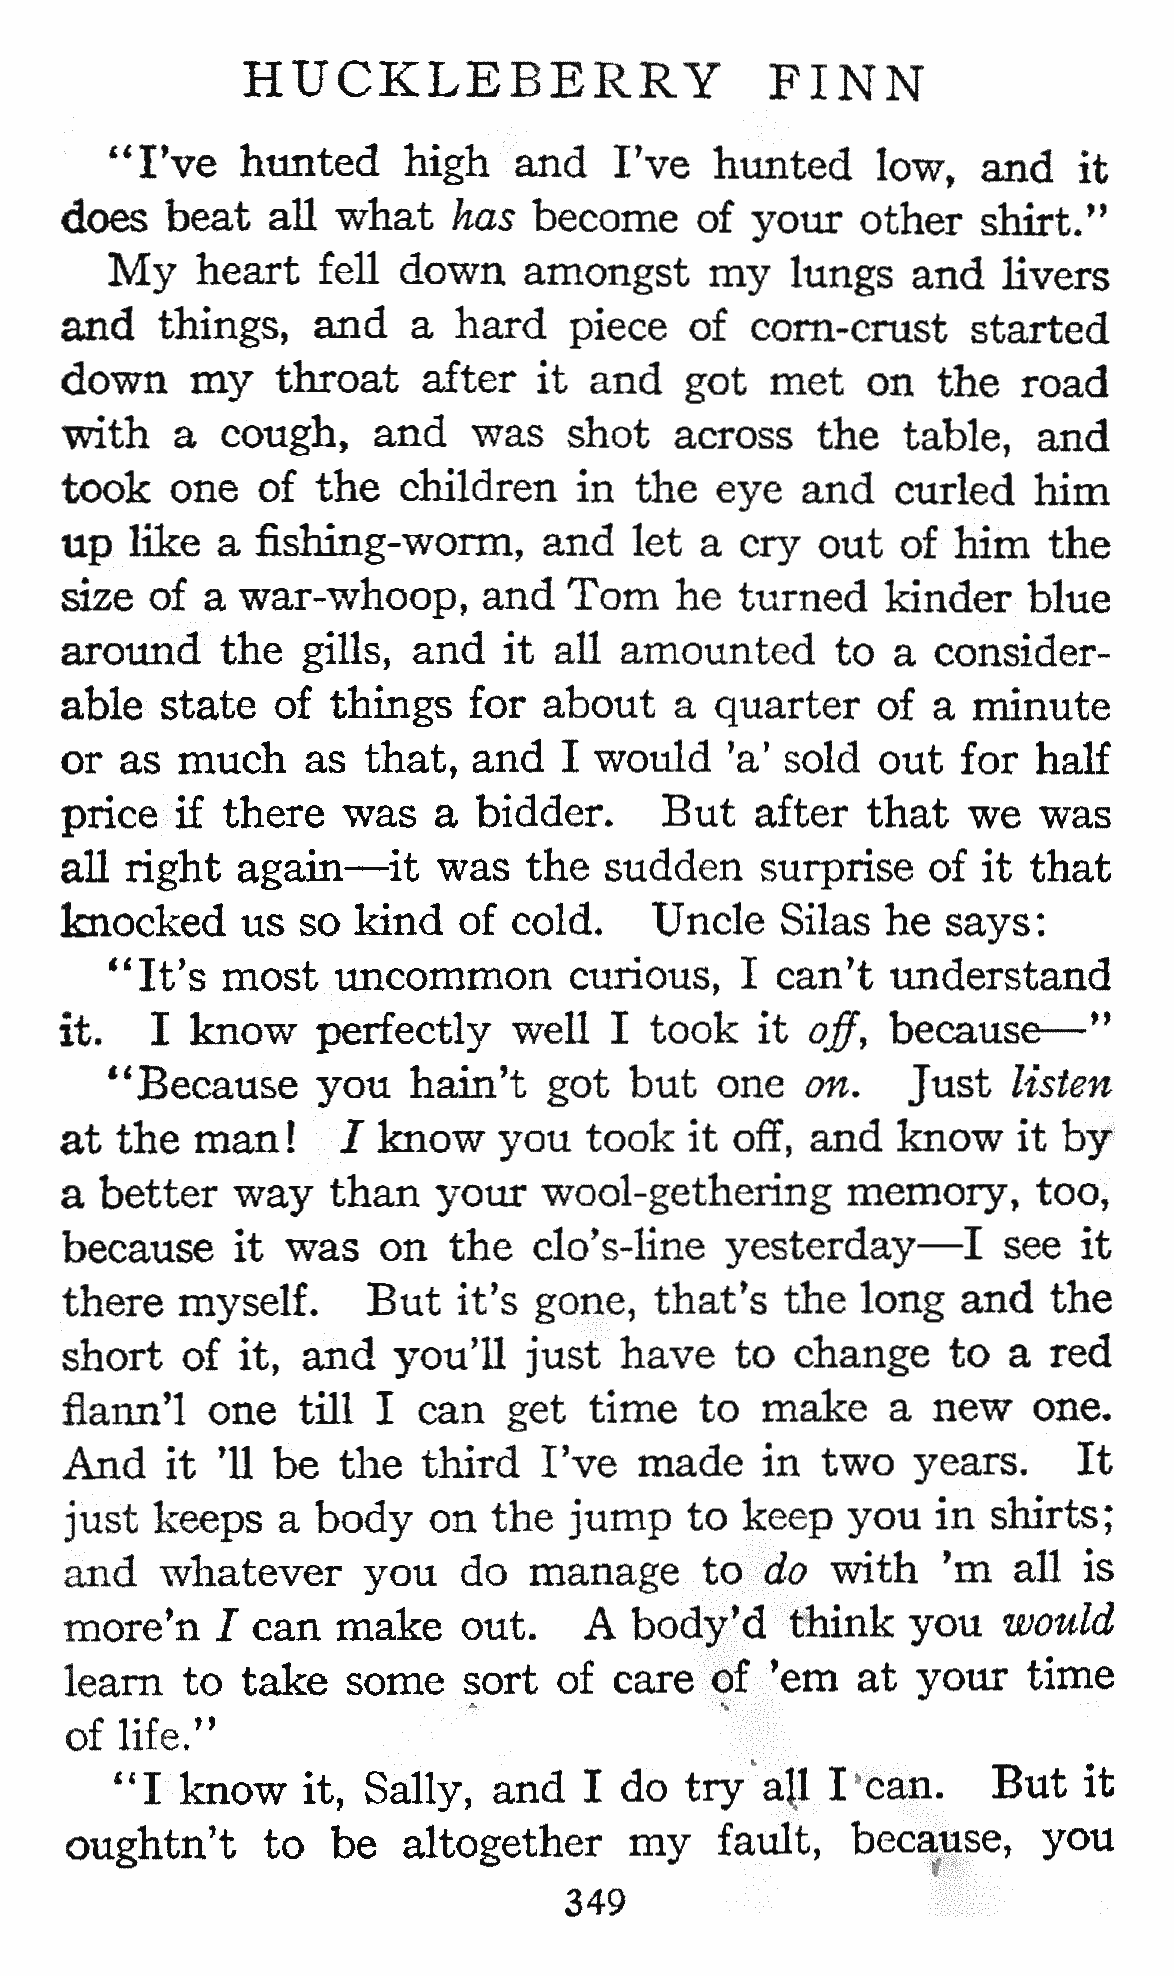 HUCKLEBERRY FINN
“I’ve hunted high and I’ve hunted low, and it
does beat all what has become of your other shirt.”
My heart fell down amongst my lungs and livers
and things, and a hard piece of corn-crust started
down my throat after it and got met on the road
with a cough, and was shot across the table, and
took one of the children in the eye and curled him
up like a fishing-worm, and let a cry out of him the
size of a war-whoop, and Tom he turned kinder blue
around the gills, and it all amounted to a consider-
able state of things for about a quarter of a minute
or as much as that, and I would ’a’ sold out for half
price if there was a bidder. But after that we was
all right again—it was the sudden surprise of it that
knocked us so kind of cold. Uncle Silas he says:
“It’s most uncommon curious, I can’t understand
it. I know perfectly well I took it off, because—”
“Because you hain’t got but one on. Just listen
at the man! I know you took it off, and know it by
a better way than your wool-gethering memory, too,
because it was on the clo’s-line yesterday—I see it
there myself. But it’s gone, that’s the long and the
short of it, and you’ll just have to change to a red
flann’l one till I can get time to make a new one.
And it ’ll be the third I’ve made in two years. It
just keeps a body on the jump to keep you in shirts;
and whatever you do manage to do with ’m all is
more’n I can make out. A body’d think you would
learn to take some sort of care of ’em at your time
of life.”
“I know it, Sally, and I do try all I can. But it
oughtn’t to be altogether my fault, because, you
349